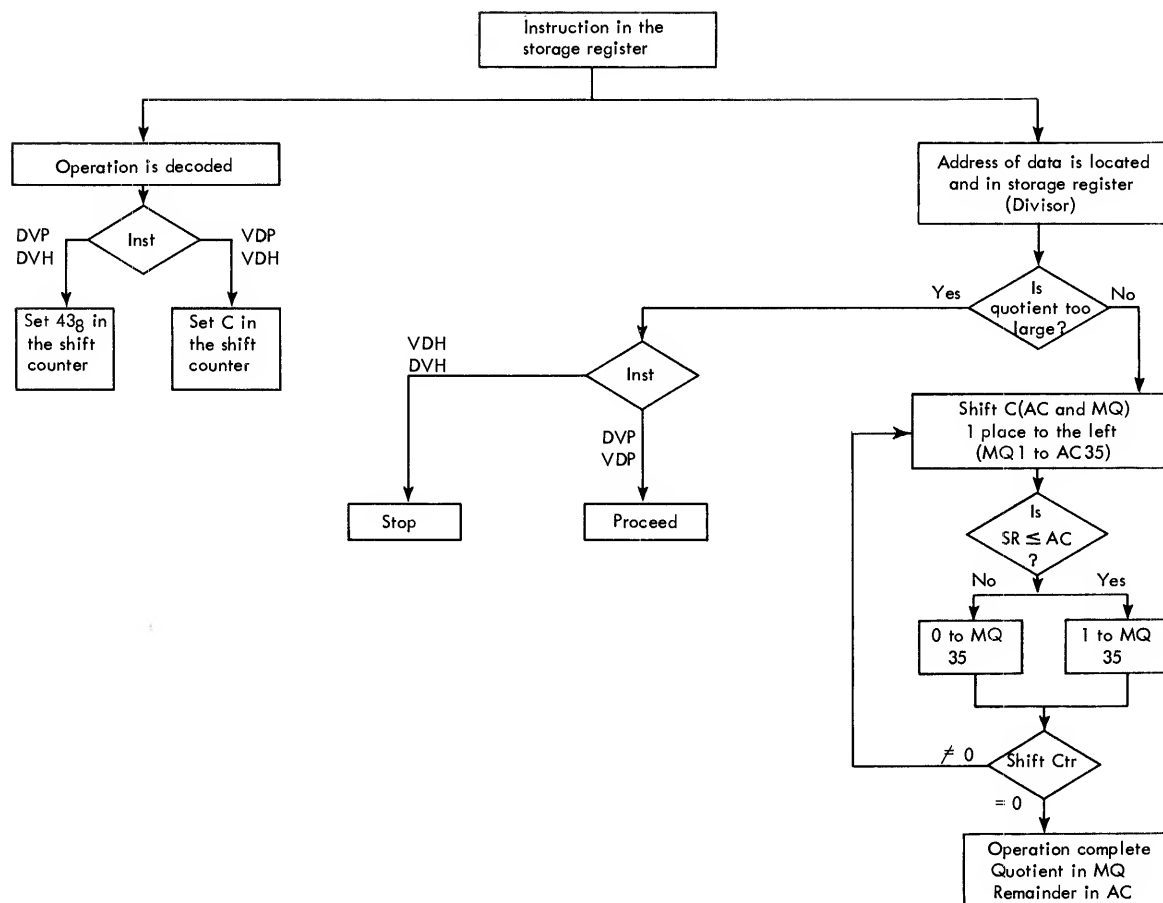 Instruction in the
storage register
Operation is decoded
Inst
DVP
DVH
VDP
VDH
Set 43₈ in
the shift
counter
Set C in
the shift
counter
Address of data is located
and in storage register
(Divisor)
Is
quotient too
large?
Yes
No
Inst
VDH
DVH
DVP
VDP
Stop
Proceed
Shift C(AC and MQ)
1 place to the left
(MQ1 to AC35)
Is
SR ≤ AC
?
No
Yes
0 to MQ
35
1 to MQ
35
Shift Ctr
≠ 0
= 0
Operation complete
Quotient in MQ
Remainder in AC